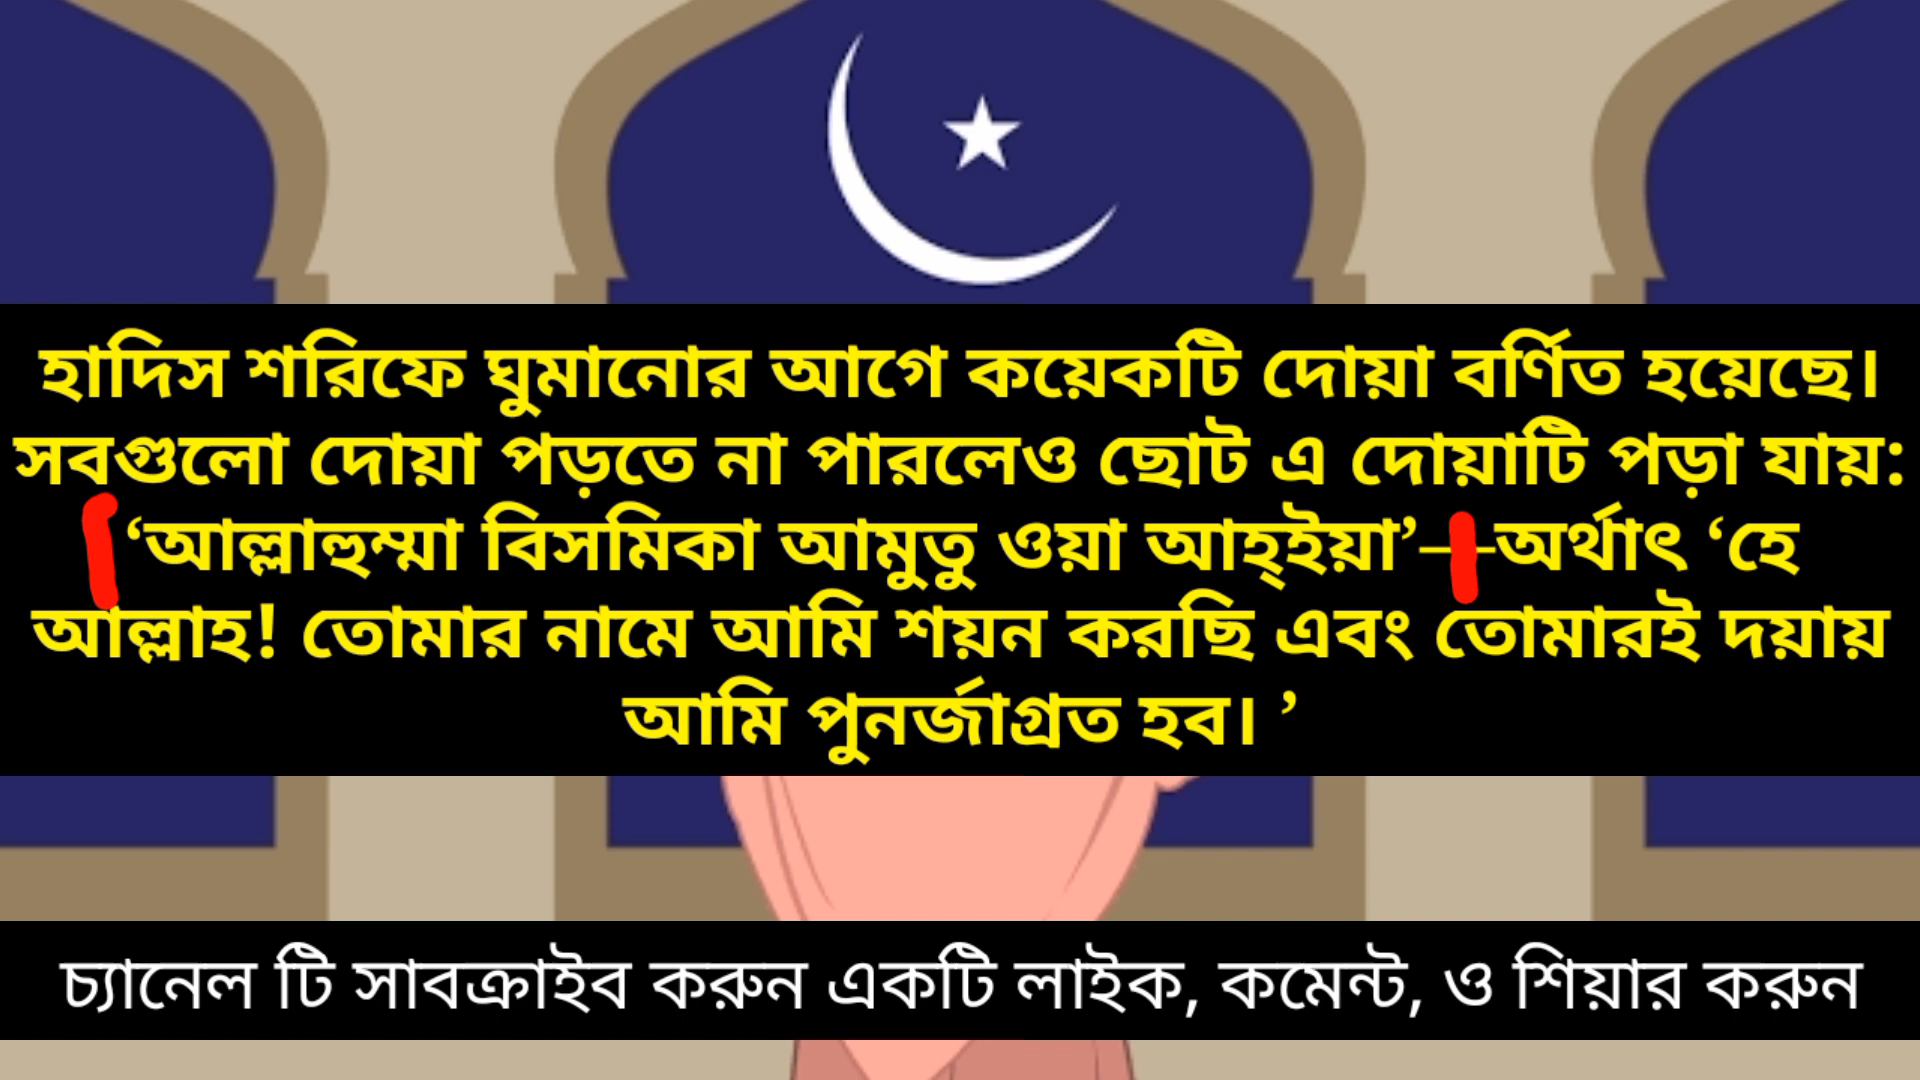 হাদিস শরিফে ঘুমানোর আগে কয়েকটি দোয়া বর্ণিত হয়েছে।
সবগুলো দোয়া পড়তে না পারলেও ছোট এ দোয়াটি পড়া যায়:
‘আল্লাহুম্মা বিসমিকা আমুতু ওয়া আহ্ইয়া’——অর্থাৎ ‘হে
আল্লাহ! তোমার নামে আমি শয়ন করছি এবং তোমারই দয়ায়
আমি পুনর্জাগ্রত হব। ’
চ্যানেল টি সাবক্রাইব করুন একটি লাইক, কমেন্ট, ও শিয়ার করুন